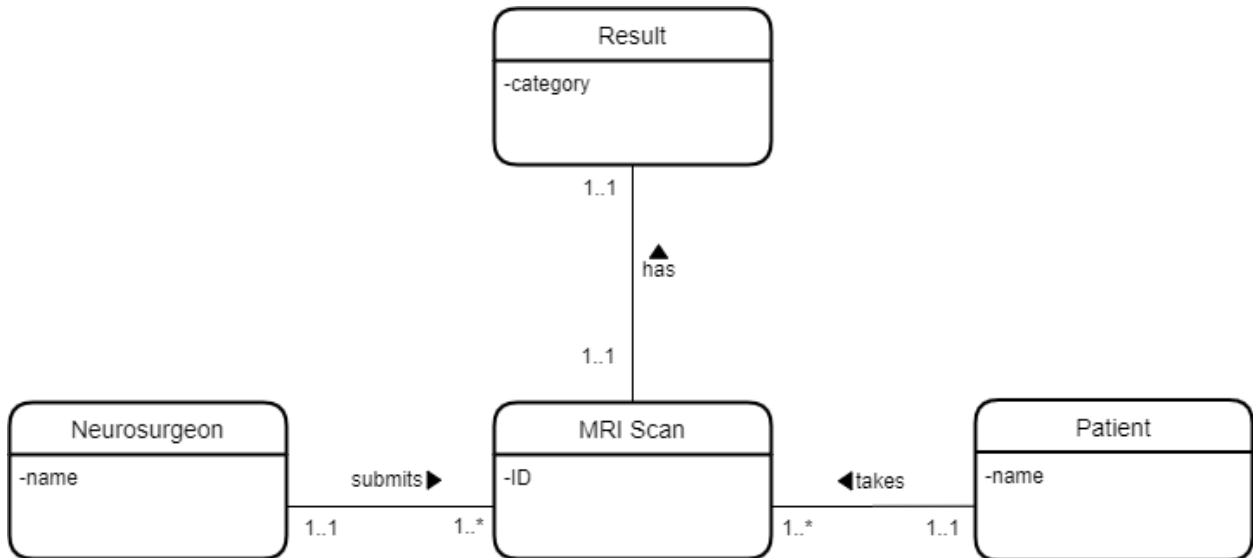 Result
-category
1..1
has
1..1
Neurosurgeon
-name
submits
1..1
1..*
MRI Scan
-ID
takes
1..*
1..1
Patient
-name